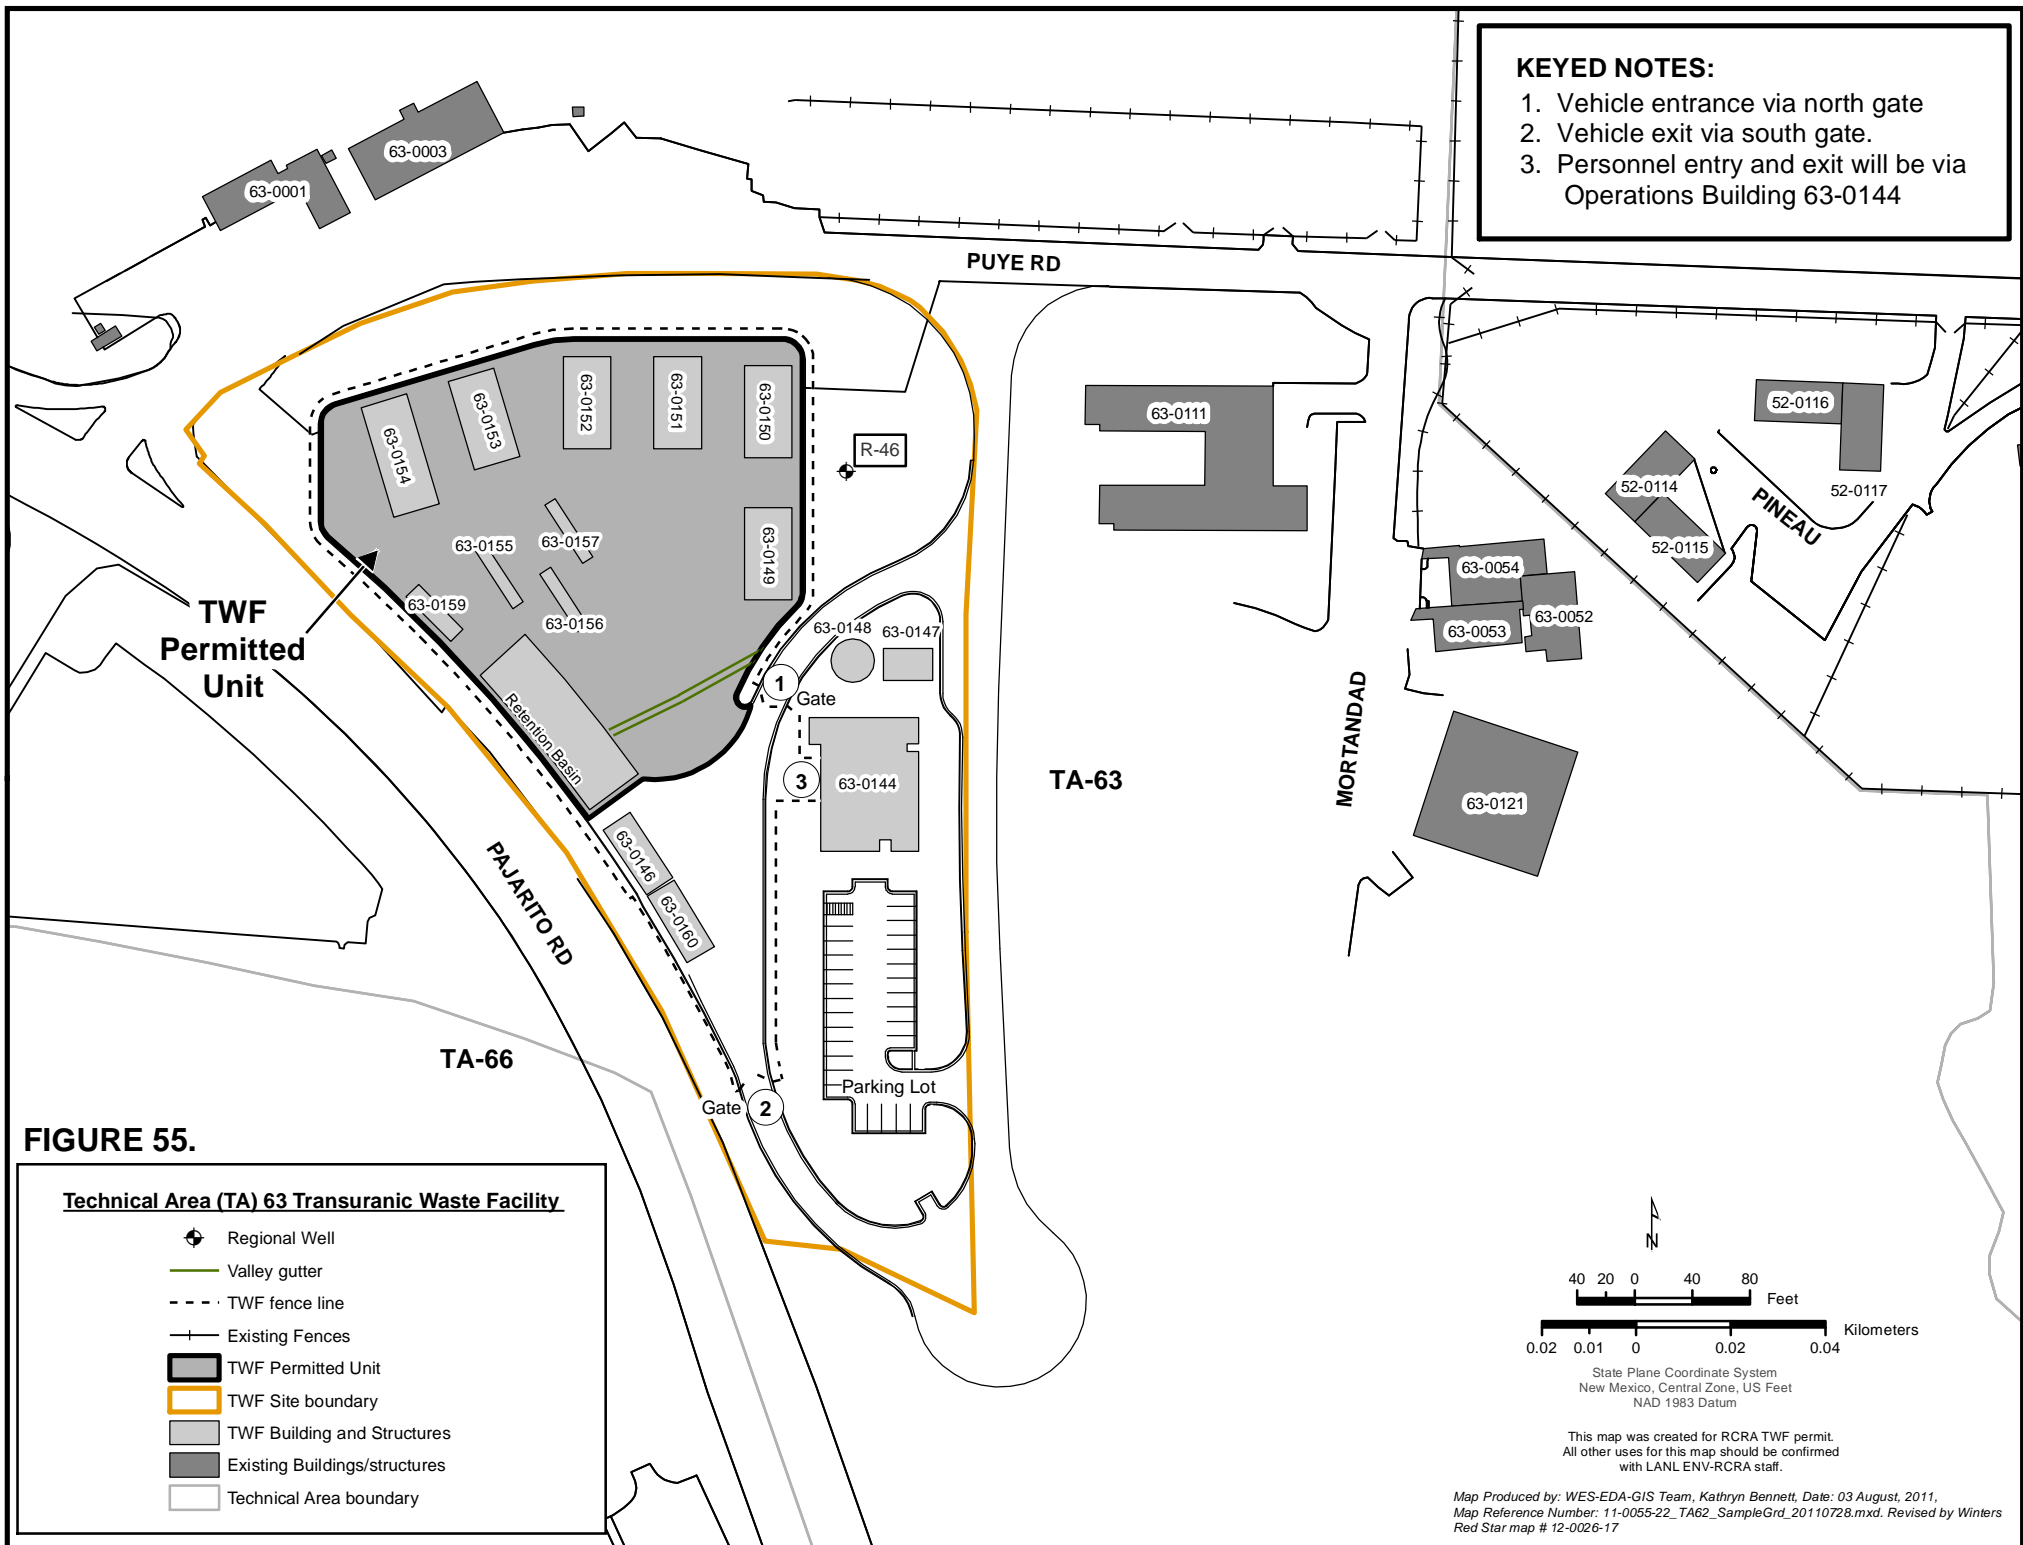 KEYED NOTES:
1. Vehicle entrance via north gate
2. Vehicle exit via south gate.
3. Personnel entry and exit will be via
Operations Building 63-0144
63-0003
63-0001
PUYE RD
63-0154
63-0153
63-0152
63-0151
63-0150
R-46
63-0111
52-0116
52-0117
52-0114
52-0115
PINEAU
63-0155
63-0157
63-0149
63-0159
63-0156
63-0054
63-0052
63-0053
TWF
Permitted
Unit
63-0148
63-0147
1
Gate
Retention Basin
3
63-0144
TA-63
MORTANDAD
63-0121
63-0146
63-0160
PAJARITO RD
TA-66
Parking Lot
Gate
2
FIGURE 55.
Technical Area (TA) 63 Transuranic Waste Facility
Regional Well
Valley gutter
TWF fence line
Existing Fences
TWF Permitted Unit
TWF Site boundary
TWF Building and Structures
Existing Buildings/structures
Technical Area boundary
N
40 20 0 40 80
Feet
Kilometers
0.02 0.01 0 0.02 0.04
State Plane Coordinate System
New Mexico, Central Zone, US Feet
NAD 1983 Datum
This map was created for RCRA TWF permit.
All other uses for this map should be confirmed
with LANL ENV-RCRA staff.
Map Produced by: WES-EDA-GIS Team, Kathryn Bennett, Date: 03 August, 2011,
Map Reference Number: 11-0055-22_TA62_SampleGrd_20110728.mxd. Revised by Winters
Red Star map # 12-0026-17